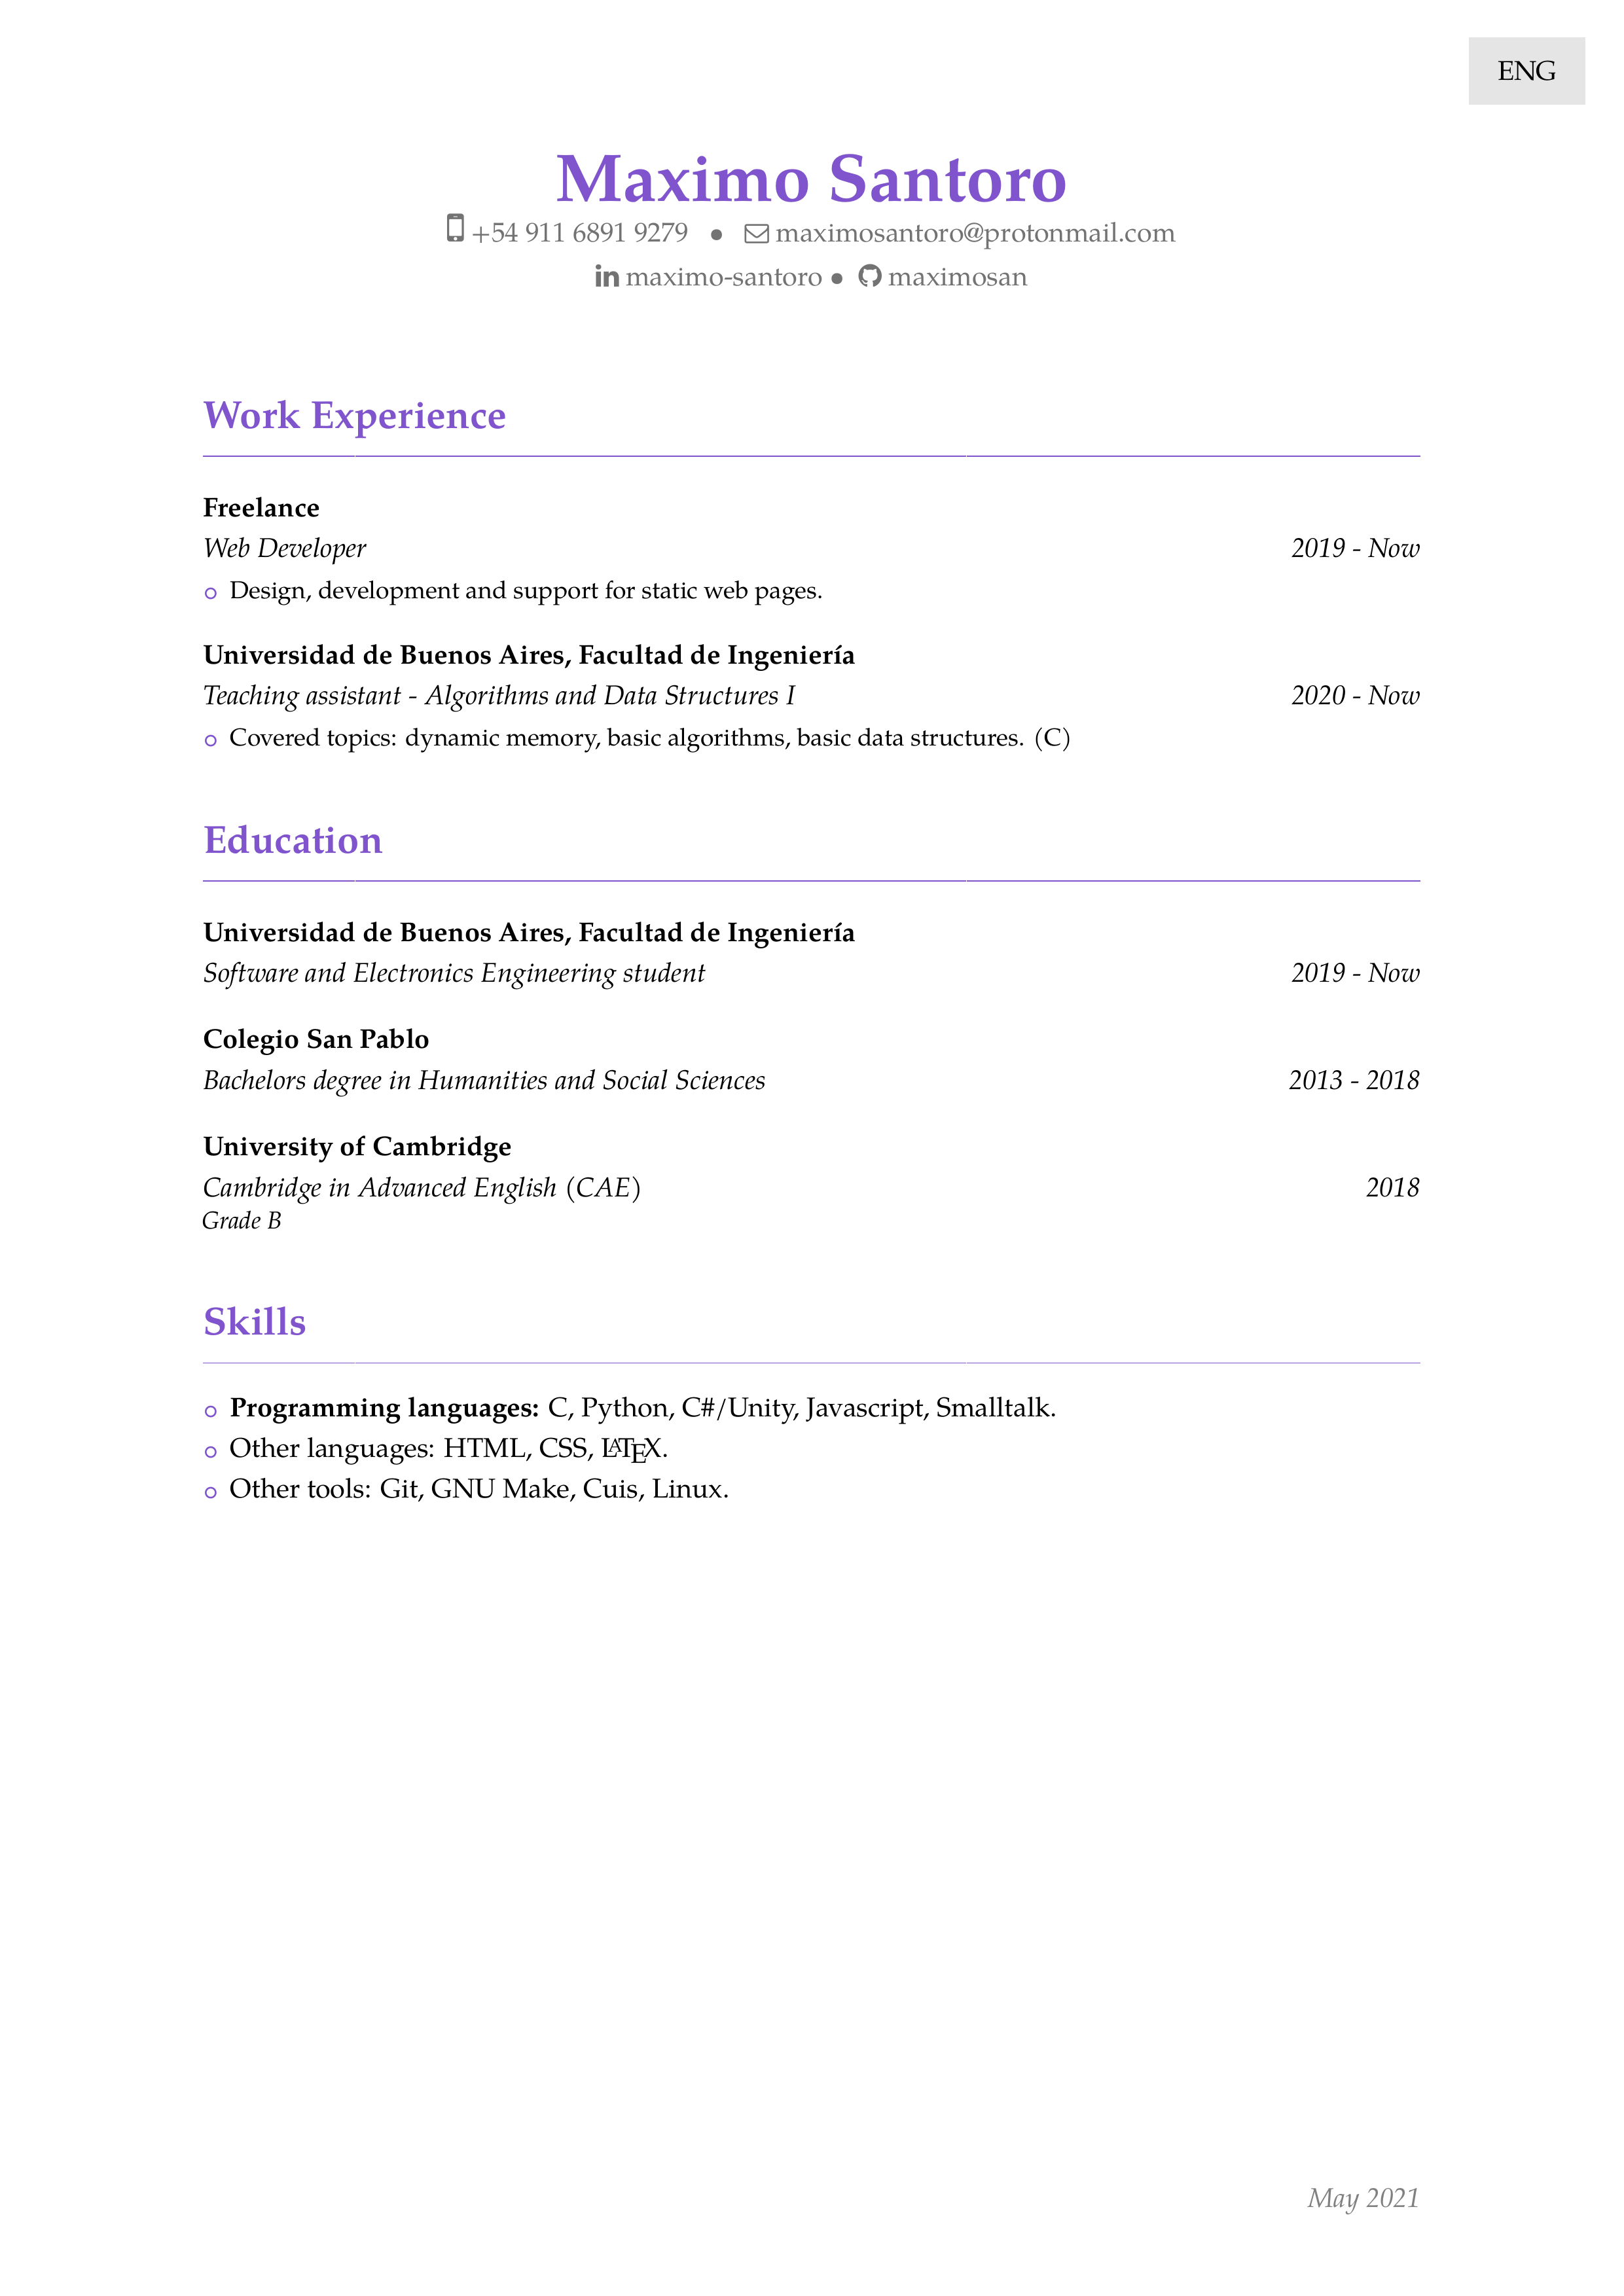 ENG
Maximo Santoro
+54 911 6891 9279 • maximosantoro@protonmail.com
maximo-santoro • maximosan
Work Experience
Freelance
Web Developer 2019 - Now
Design, development and support for static web pages.
Universidad de Buenos Aires, Facultad de Ingeniería
Teaching assistant - Algorithms and Data Structures I 2020 - Now
Covered topics: dynamic memory, basic algorithms, basic data structures. (C)
Education
Universidad de Buenos Aires, Facultad de Ingeniería
Software and Electronics Engineering student 2019 - Now
Colegio San Pablo
Bachelors degree in Humanities and Social Sciences 2013 - 2018
University of Cambridge
Cambridge in Advanced English (CAE) 2018
Grade B
Skills
Programming languages: C, Python, C#/Unity, Javascript, Smalltalk.
Other languages: HTML, CSS, LATEX.
Other tools: Git, GNU Make, Cuis, Linux.
May 2021